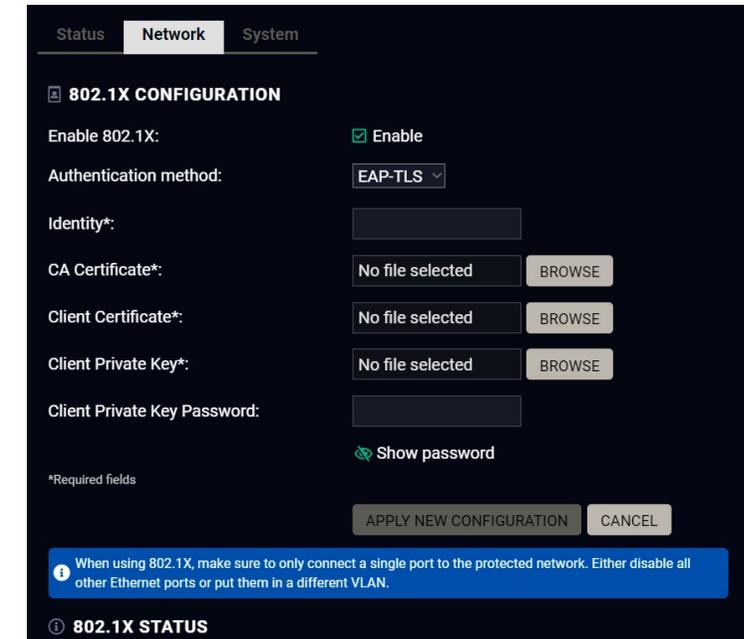 Status Network System
802.1X CONFIGURATION
Enable 802.1X: Enable
Authentication method: EAP-TLS
Identity*:
CA Certificate*: No file selected BROWSE
Client Certificate*: No file selected BROWSE
Client Private Key*: No file selected BROWSE
Client Private Key Password:
Show password
*Required fields
APPLY NEW CONFIGURATION CANCEL
When using 802.1X, make sure to only connect a single port to the protected network. Either disable all
other Ethernet ports or put them in a different VLAN.
802.1X STATUS